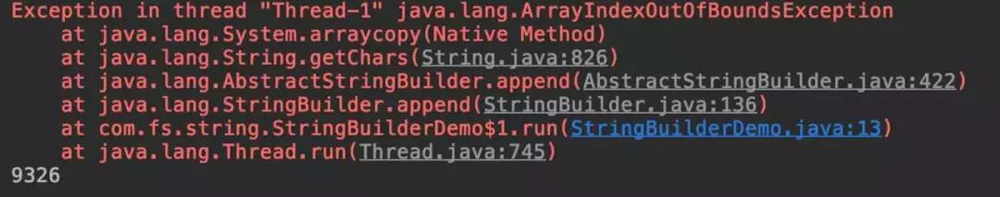 Exception in thread "Thread-1" java.lang.ArrayIndexOutOfBoundsException
at java.lang.System.arraycopy(Native Method)
at java.lang.String.getChars(String.java:826)
at java.lang.AbstractStringBuilder.append(AbstractStringBuilder.java:422)
at java.lang.StringBuilder.append(StringBuilder.java:136)
at com.fs.string.StringBuilderDemo$1.run(StringBuilderDemo.java:13)
at java.lang.Thread.run(Thread.java:745)
9326